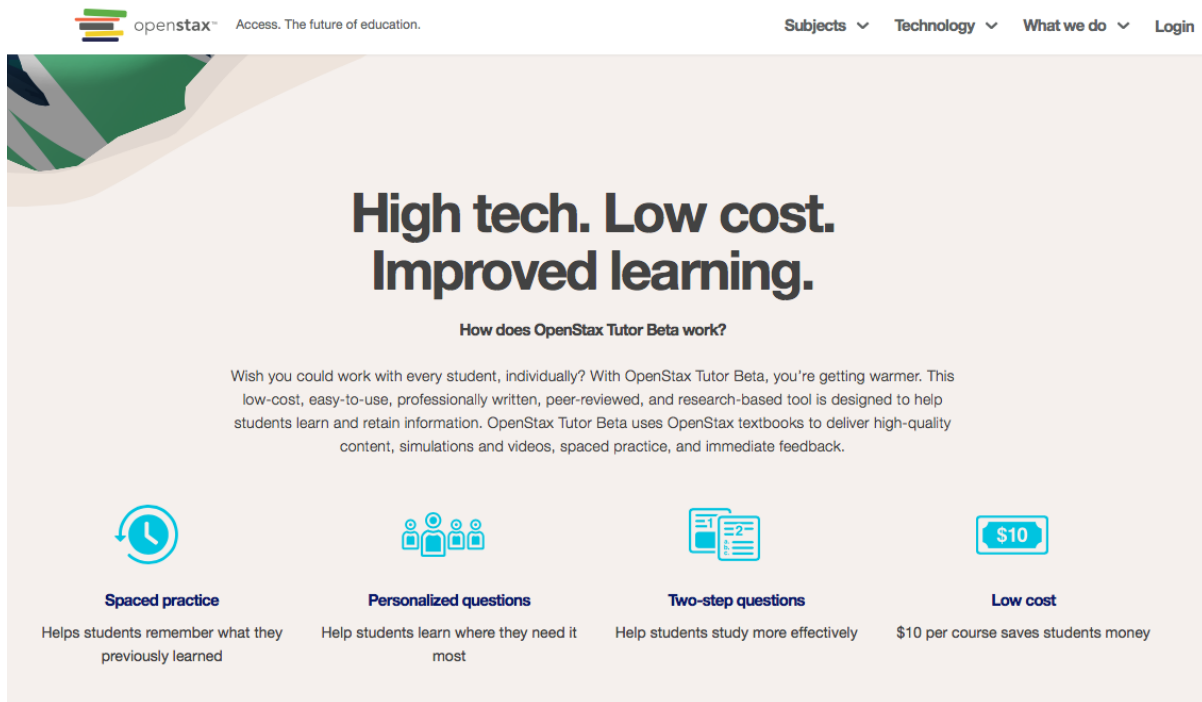 openstax™ Access. The future of education. Subjects Technology What we do Login
High tech. Low cost.
Improved learning.
How does OpenStax Tutor Beta work?
Wish you could work with every student, individually? With OpenStax Tutor Beta, you're getting warmer. This
low-cost, easy-to-use, professionally written, peer-reviewed, and research-based tool is designed to help
students learn and retain information. OpenStax Tutor Beta uses OpenStax textbooks to deliver high-quality
content, simulations and videos, spaced practice, and immediate feedback.
1 2 a. b. c. $10
Spaced practice Personalized questions Two-step questions Low cost
Helps students remember what they Help students learn where they need it Help students study more effectively $10 per course saves students money
previously learned most